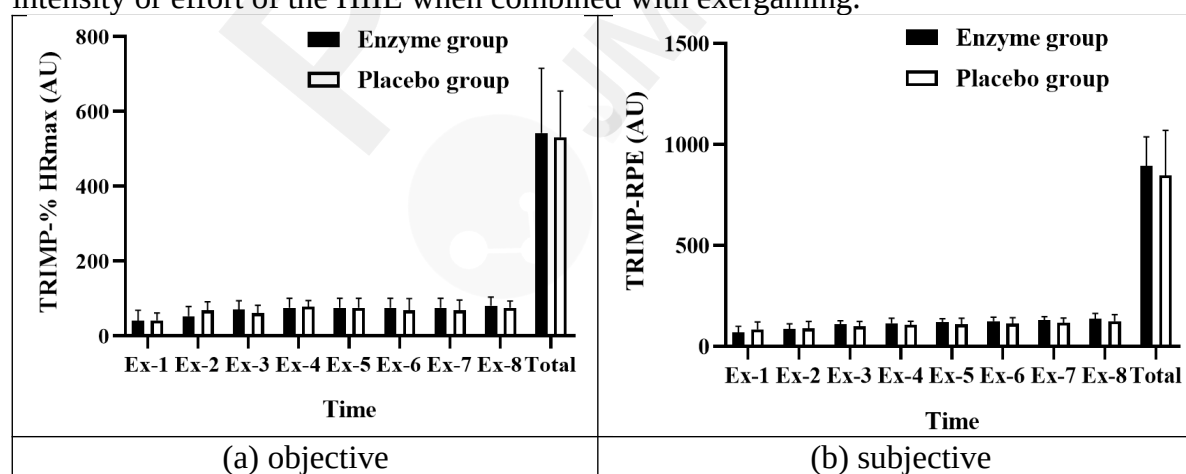 intensity or effort of the HIIE when combined with exergaming.
800
600
400
200
0
TRIMP-% HRmax (AU)
Enzyme group
Placebo group
Ex-1 Ex-2 Ex-3 Ex-4 Ex-5 Ex-6 Ex-7 Ex-8 Total
Time
(a) objective
1500
1000
500
0
TRIMP-RPE (AU)
Enzyme group
Placebo group
Ex-1 Ex-2 Ex-3 Ex-4 Ex-5 Ex-6 Ex-7 Ex-8 Total
Time
(b) subjective